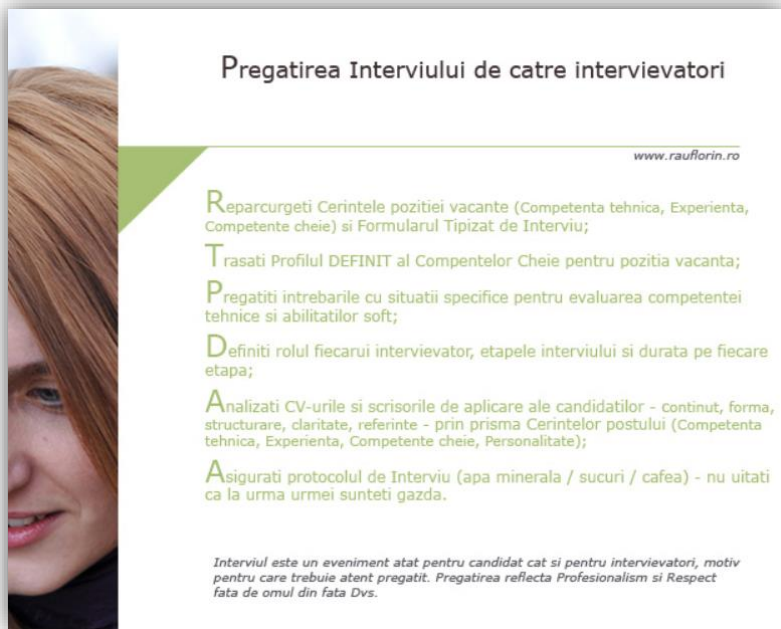 Pregatirea Interviului de catre intervievatori
www.rauflorin.ro
Reparcurgeti Cerintele pozitiei vacante (Competenta tehnica, Experienta,
Competente cheie) si Formularul Tipizat de Interviu;
Trasati Profilul DEFINIT al Compentelor Cheie pentru pozitia vacanta;
Pregatiti intrebarile cu situatii specifice pentru evaluarea competentei
tehnice si abilitatilor soft;
Definiti rolul fiecarui intervievator, etapele interviului si durata pe fiecare
etapa;
Analizati CV-urile si scrisorile de aplicare ale candidatilor - continut, forma,
structurare, claritate, referinte - prin prisma Cerintelor postului (Competenta
tehnica, Experienta, Competente cheie, Personalitate);
Asigurati protocolul de Interviu (apa minerala / sucuri / cafea) - nu uitati
ca la urma urmei sunteti gazda.
Interviul este un eveniment atat pentru candidat cat si pentru intervievatori, motiv
pentru care trebuie atent pregatit. Pregatirea reflecta Profesionalism si Respect
fata de omul din fata Dvs.